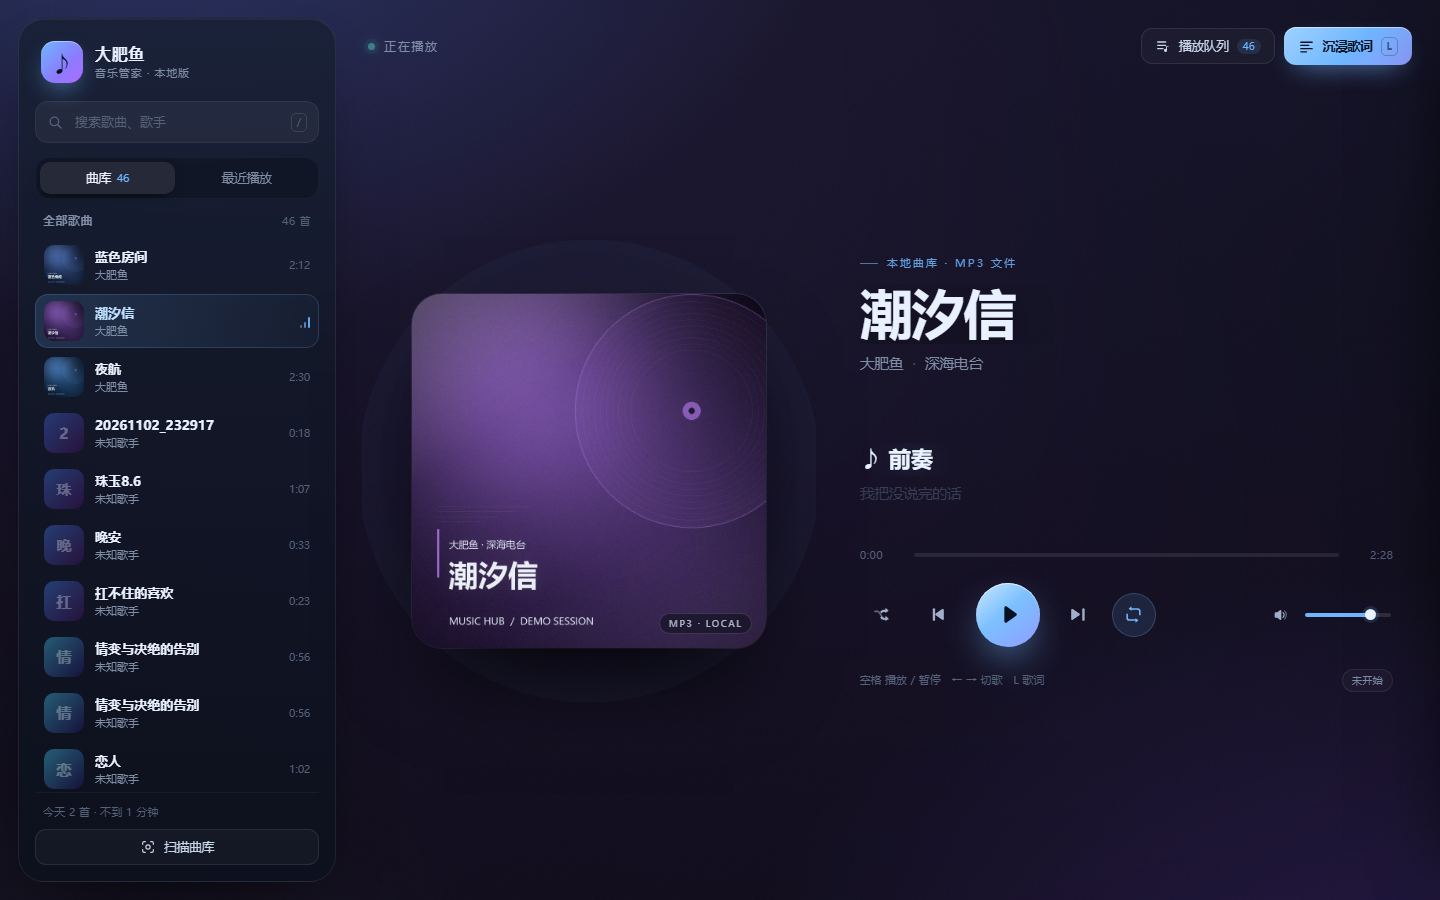 大肥鱼
音乐管家 · 本地版
搜索歌曲、歌手 /
曲库 46 最近播放
全部歌曲 46 首
蓝色房间
大肥鱼
2:12
潮汐信
大肥鱼
夜航
大肥鱼
2:30
2
20261102_232917
未知歌手
0:18
珠
珠玉8.6
未知歌手
1:07
晚
晚安
未知歌手
0:33
扛
扛不住的喜欢
未知歌手
0:23
情
情变与决绝的告别
未知歌手
0:56
情
情变与决绝的告别
未知歌手
0:56
恋
恋人
未知歌手
1:02
今天 2 首 · 不到 1 分钟
扫描曲库
正在播放
播放队列 46
沉浸歌词 L
大肥鱼 · 深海电台
潮汐信
MUSIC HUB / DEMO SESSION
MP3 · LOCAL
本地曲库 · MP3 文件
潮汐信
大肥鱼 · 深海电台
♪ 前奏
我把没说完的话
0:00 2:28
空格 播放 / 暂停 ← → 切歌 L 歌词
未开始